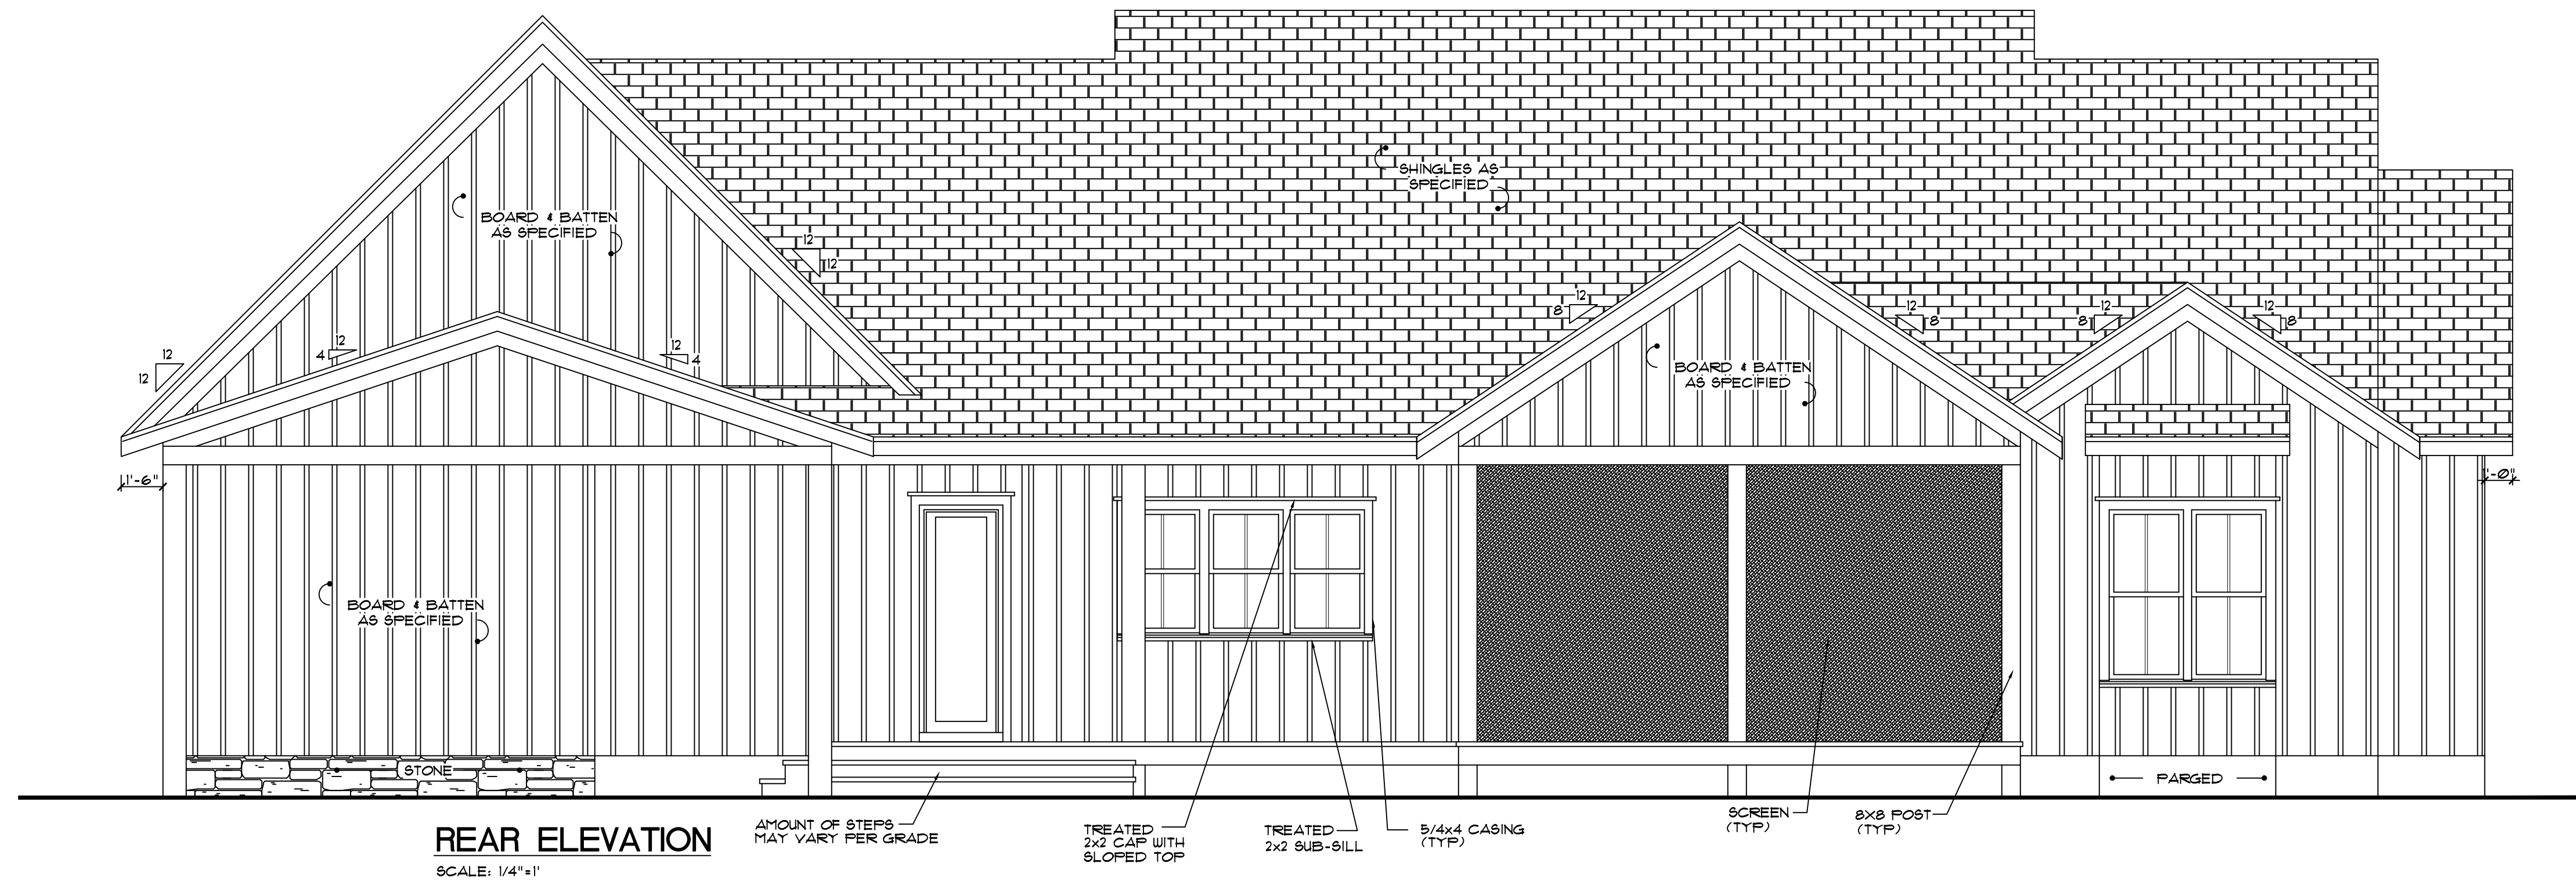 SHINGLES AS
SPECIFIED
BOARD & BATTEN
AS SPECIFIED
12
12
12
8
12
8
12
8
12
8
12
4
12
4
12
12
BOARD & BATTEN
AS SPECIFIED
1'-6"
1'-0"
BOARD & BATTEN
AS SPECIFIED
STONE
PARGED
AMOUNT OF STEPS
MAY VARY PER GRADE
TREATED
2x2 CAP WITH
SLOPED TOP
TREATED
2x2 SUB-SILL
5/4x4 CASING
(TYP)
SCREEN
(TYP)
8X8 POST
(TYP)
REAR ELEVATION
SCALE: 1/4"=1'